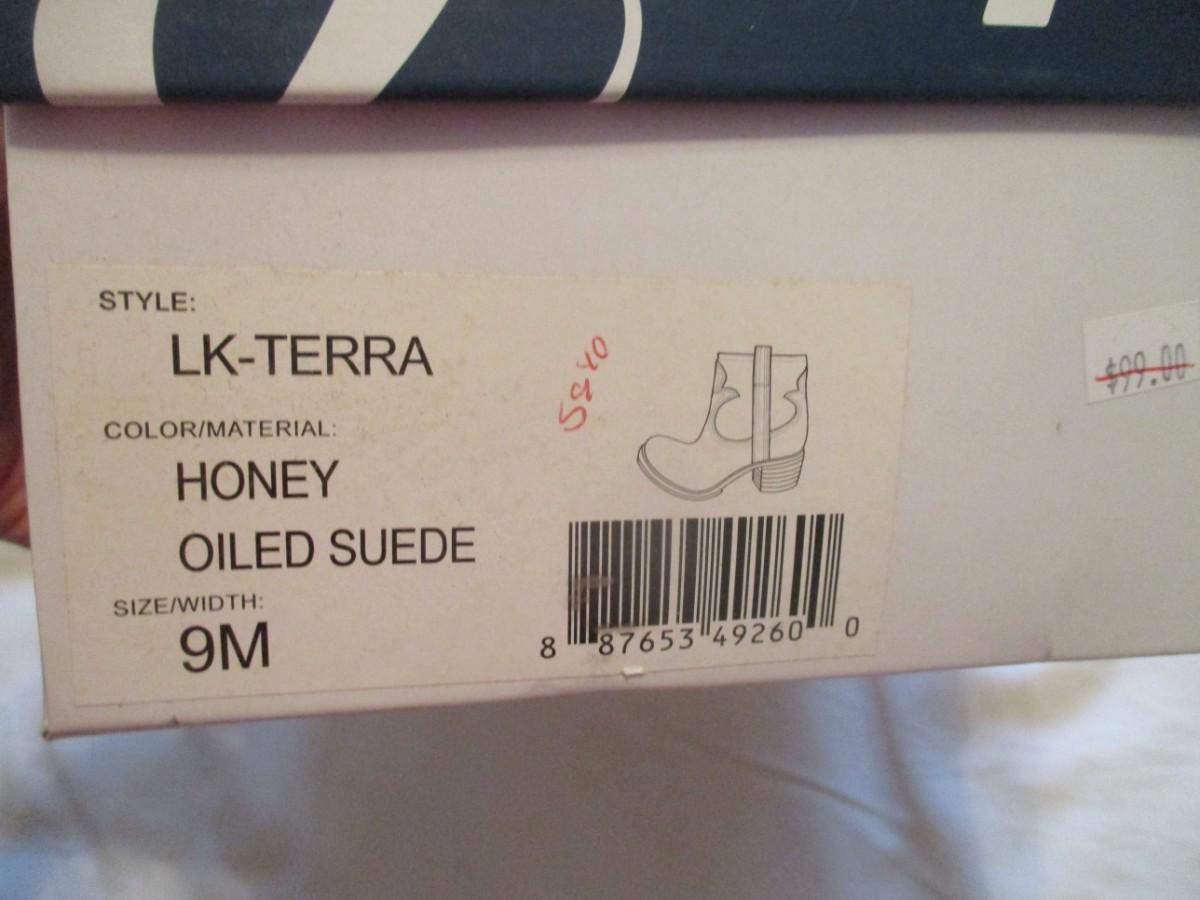 STYLE:
LK-TERRA
COLOR/MATERIAL:
HONEY
OILED SUEDE
SIZE/WIDTH:
9M
8 87653 49260 0
$99.00